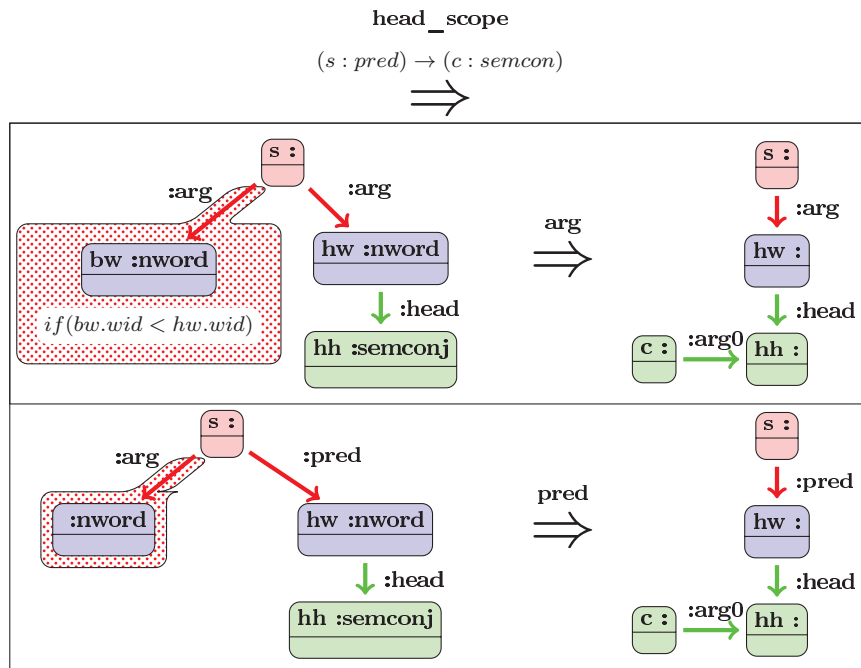 head_scope
(s : pred) → (c : semcon)
⇒
s :
s :
:arg
:arg
:arg
arg
⇒
bw :nword
hw :nword
hw :
:head
:head
if(bw.wid < hw.wid)
hh :semconj
c :
:arg0
hh :
s :
s :
:arg
:pred
:pred
pred
⇒
:nword
hw :nword
hw :
:head
:head
hh :semconj
c :
:arg0
hh :